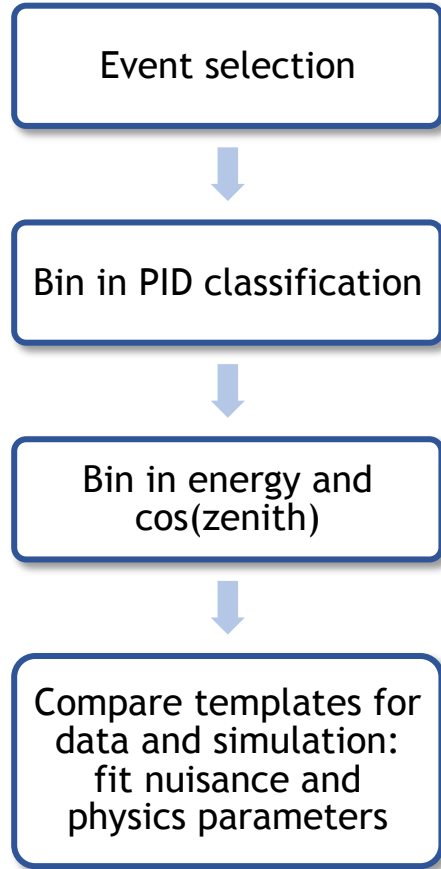 Event selection
Bin in PID classification
Bin in energy and
cos(zenith)
Compare templates for
data and simulation:
fit nuisance and
physics parameters